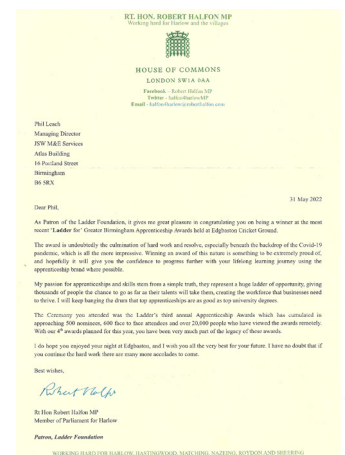 RT. HON. ROBERT HALFON MP
Working hard for Harlow and the villages
HOUSE OF COMMONS
LONDON SW1A 0AA
Facebook - Robert Halfon MP
Twitter - halfon4harlowMP
Email - halfon4harlow@roberthalfon.com
Phil Leach
Managing Director
JSW M&E Services
Atlas Building
16 Portland Street
Birmingham
B6 5RX
31 May 2022
Dear Phil,
As Patron of the Ladder Foundation, it gives me great pleasure in congratulating you on being a winner at the most
recent 'Ladder for' Greater Birmingham Apprenticeship Awards held at Edgbaston Cricket Ground.
The award is undoubtedly the culmination of hard work and resolve, especially beneath the backdrop of the Covid-19
pandemic, which is all the more impressive. Winning an award of this nature is something to be extremely proud of,
and hopefully it will give you the confidence to progress further with your lifelong learning journey using the
apprenticeship brand where possible.
My passion for apprenticeships and skills stem from a simple truth, they represent a huge ladder of opportunity, giving
thousands of people the chance to go as far as their talents will take them, creating the workforce that businesses need
to thrive. I will keep banging the drum that top apprenticeships are as good as top university degrees.
The Ceremony you attended was the Ladder's third annual Apprenticeship Awards which has cumulated in
approaching 500 nominees, 600 face to face attendees and over 20,000 people who have viewed the awards remotely.
With our 4th awards planned for this year, you have been very much part of the legacy of these awards.
I do hope you enjoyed your night at Edgbaston, and I wish you all the very best for your future. I have no doubt that if
you continue the hard work there are many more accolades to come.
Best wishes,
Robert Halfon
Rt Hon Robert Halfon MP
Member of Parliament for Harlow
Patron, Ladder Foundation
WORKING HARD FOR HARLOW, HASTINGWOOD, MATCHING, NAZEING, ROYDON AND SHEERING